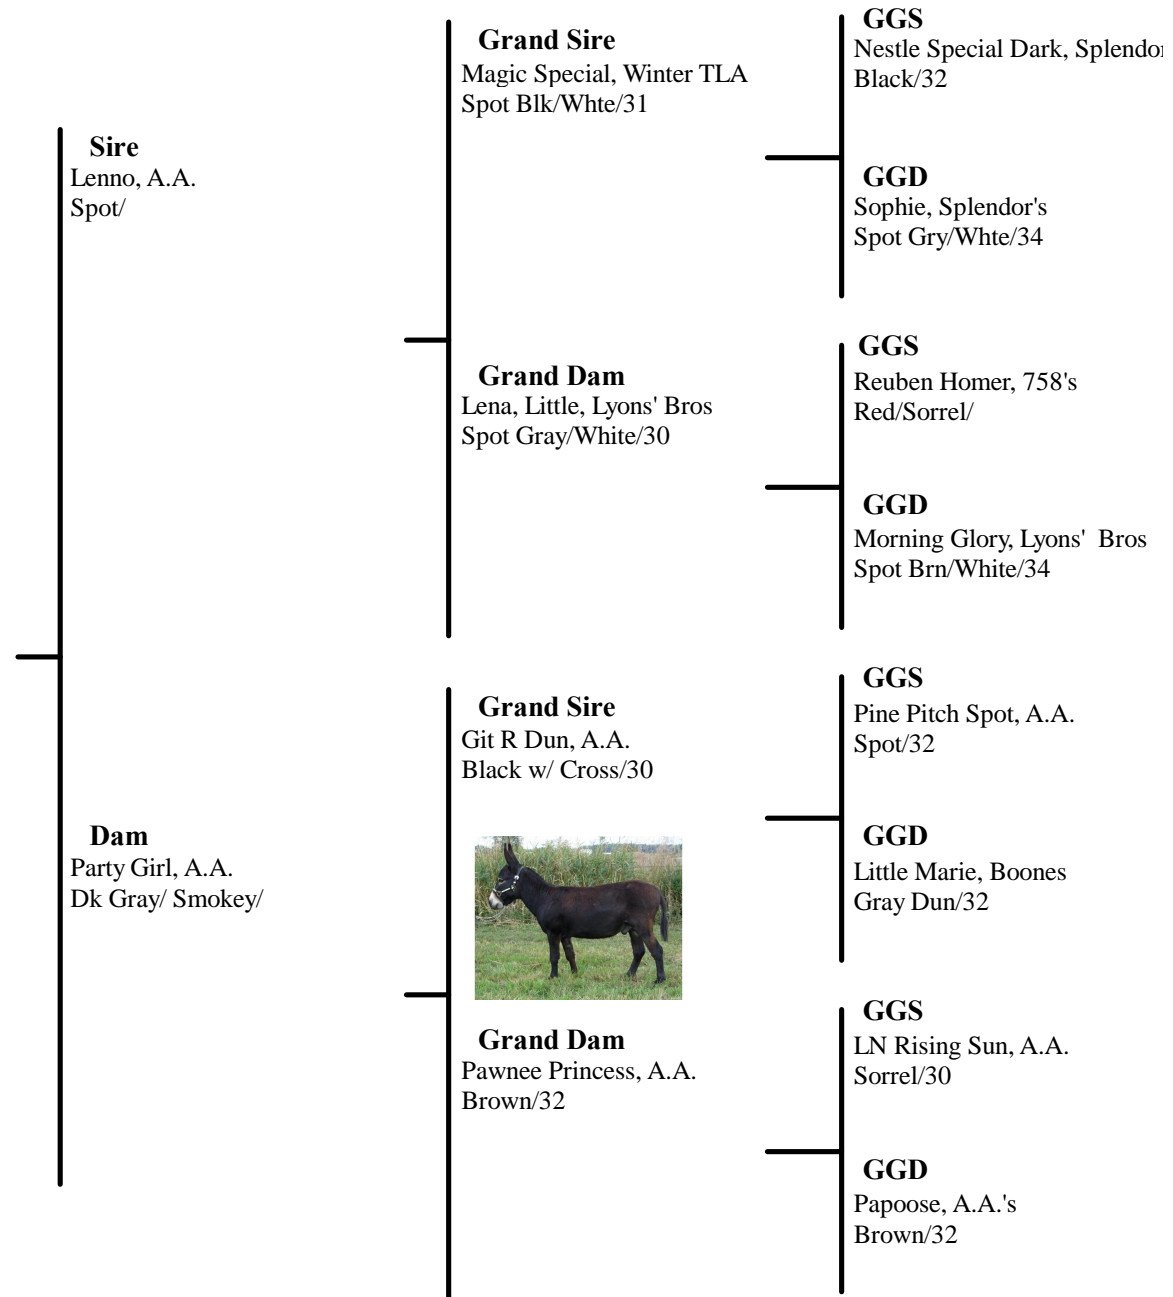 Sire
Lenno, A.A.
Spot/
Dam
Party Girl, A.A.
Dk Gray/ Smokey/
Grand Sire
Magic Special, Winter TLA
Spot Blk/Whte/31
Grand Dam
Lena, Little, Lyons' Bros
Spot Gray/White/30
Grand Sire
Git R Dun, A.A.
Black w/ Cross/30
Grand Dam
Pawnee Princess, A.A.
Brown/32
GGS
Nestle Special Dark, Splendor
Black/32
GGD
Sophie, Splendor's
Spot Gry/Whte/34
GGS
Reuben Homer, 758's
Red/Sorrel/
GGD
Morning Glory, Lyons'  Bros
Spot Brn/White/34
GGS
Pine Pitch Spot, A.A.
Spot/32
GGD
Little Marie, Boones
Gray Dun/32
GGS
LN Rising Sun, A.A.
Sorrel/30
GGD
Papoose, A.A.'s
Brown/32